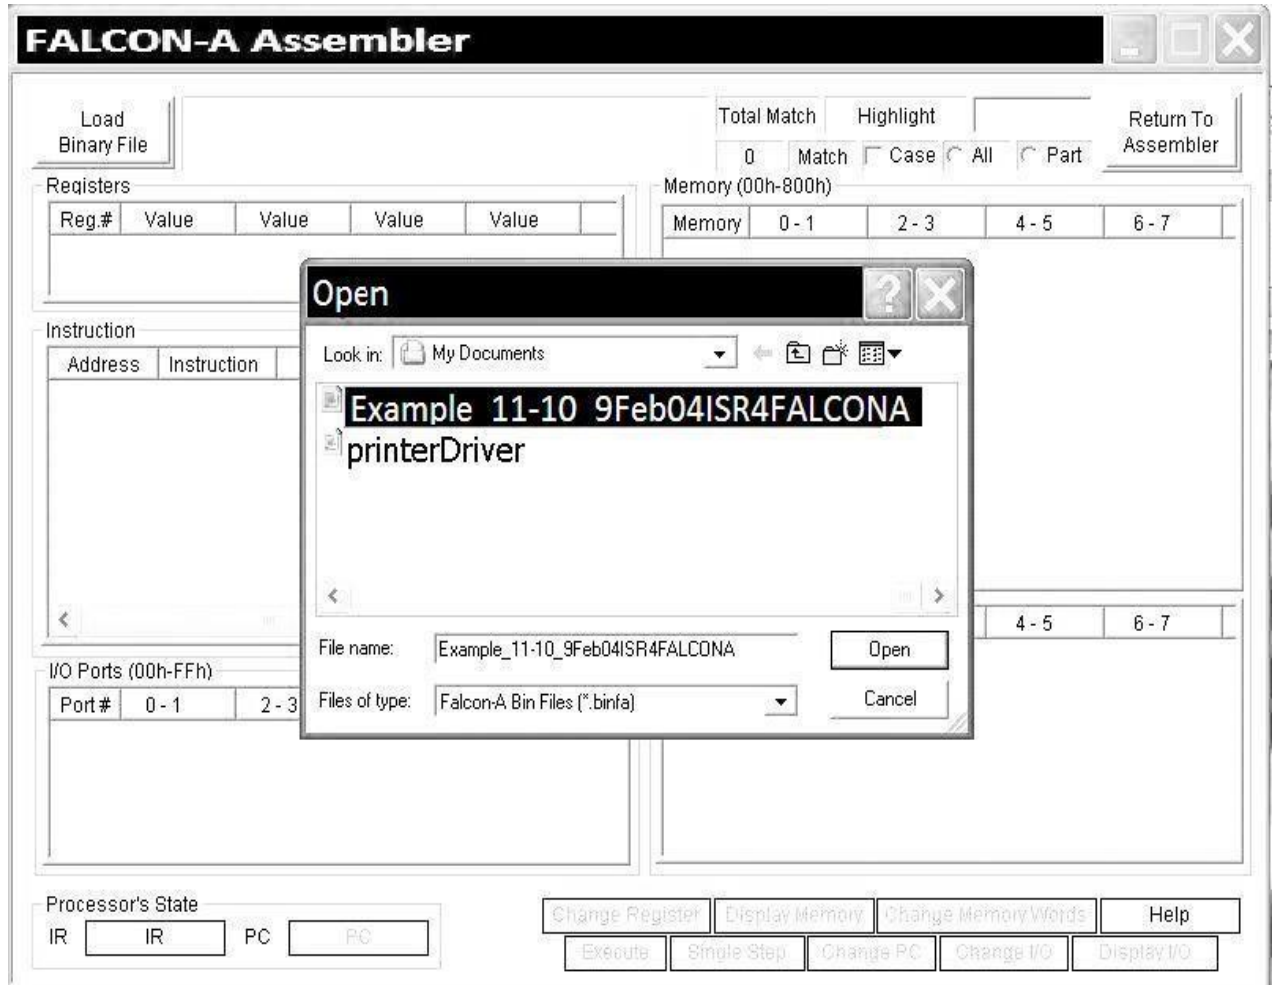 FALCON-A Assembler
Load
Binary File
Total Match Highlight
0 Match Case All Part
Return To
Assembler
Registers
Reg.# Value Value Value Value
Memory (00h-800h)
Memory 0 - 1 2 - 3 4 - 5 6 - 7
Instruction
Address Instruction
Open
Look in: My Documents
Example_11-10_9Feb04ISR4FALCONA
printerDriver
File name: Example_11-10_9Feb04ISR4FALCONA Open
Files of type: Falcon-A Bin Files (*.binfa) Cancel
4 - 5 6 - 7
I/O Ports (00h-FFh)
Port # 0 - 1 2 - 3
Processor's State
IR IR PC PC
Change Register Display Memory Change Memory Words Help
Execute Single Step Change PC Change I/O Display I/O